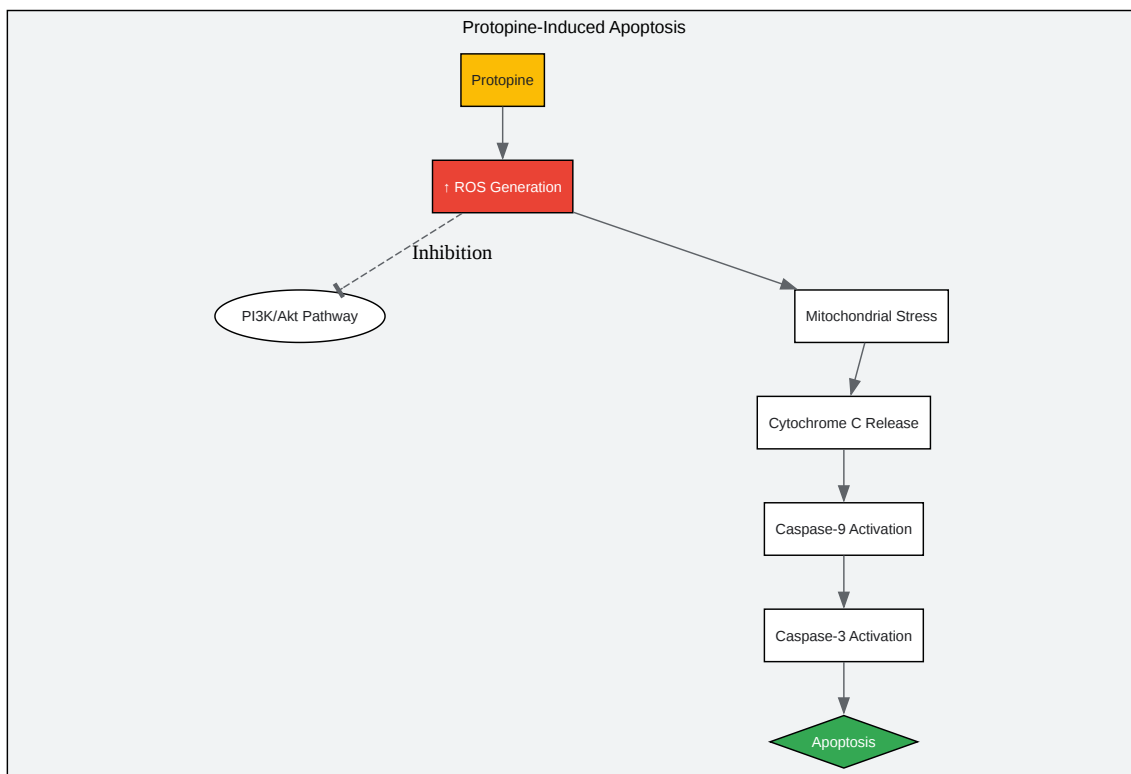 Protopine-Induced Apoptosis
Protopine
↑ ROS Generation
Inhibition
PI3K/Akt Pathway
Mitochondrial Stress
Cytochrome C Release
Caspase-9 Activation
Caspase-3 Activation
Apoptosis